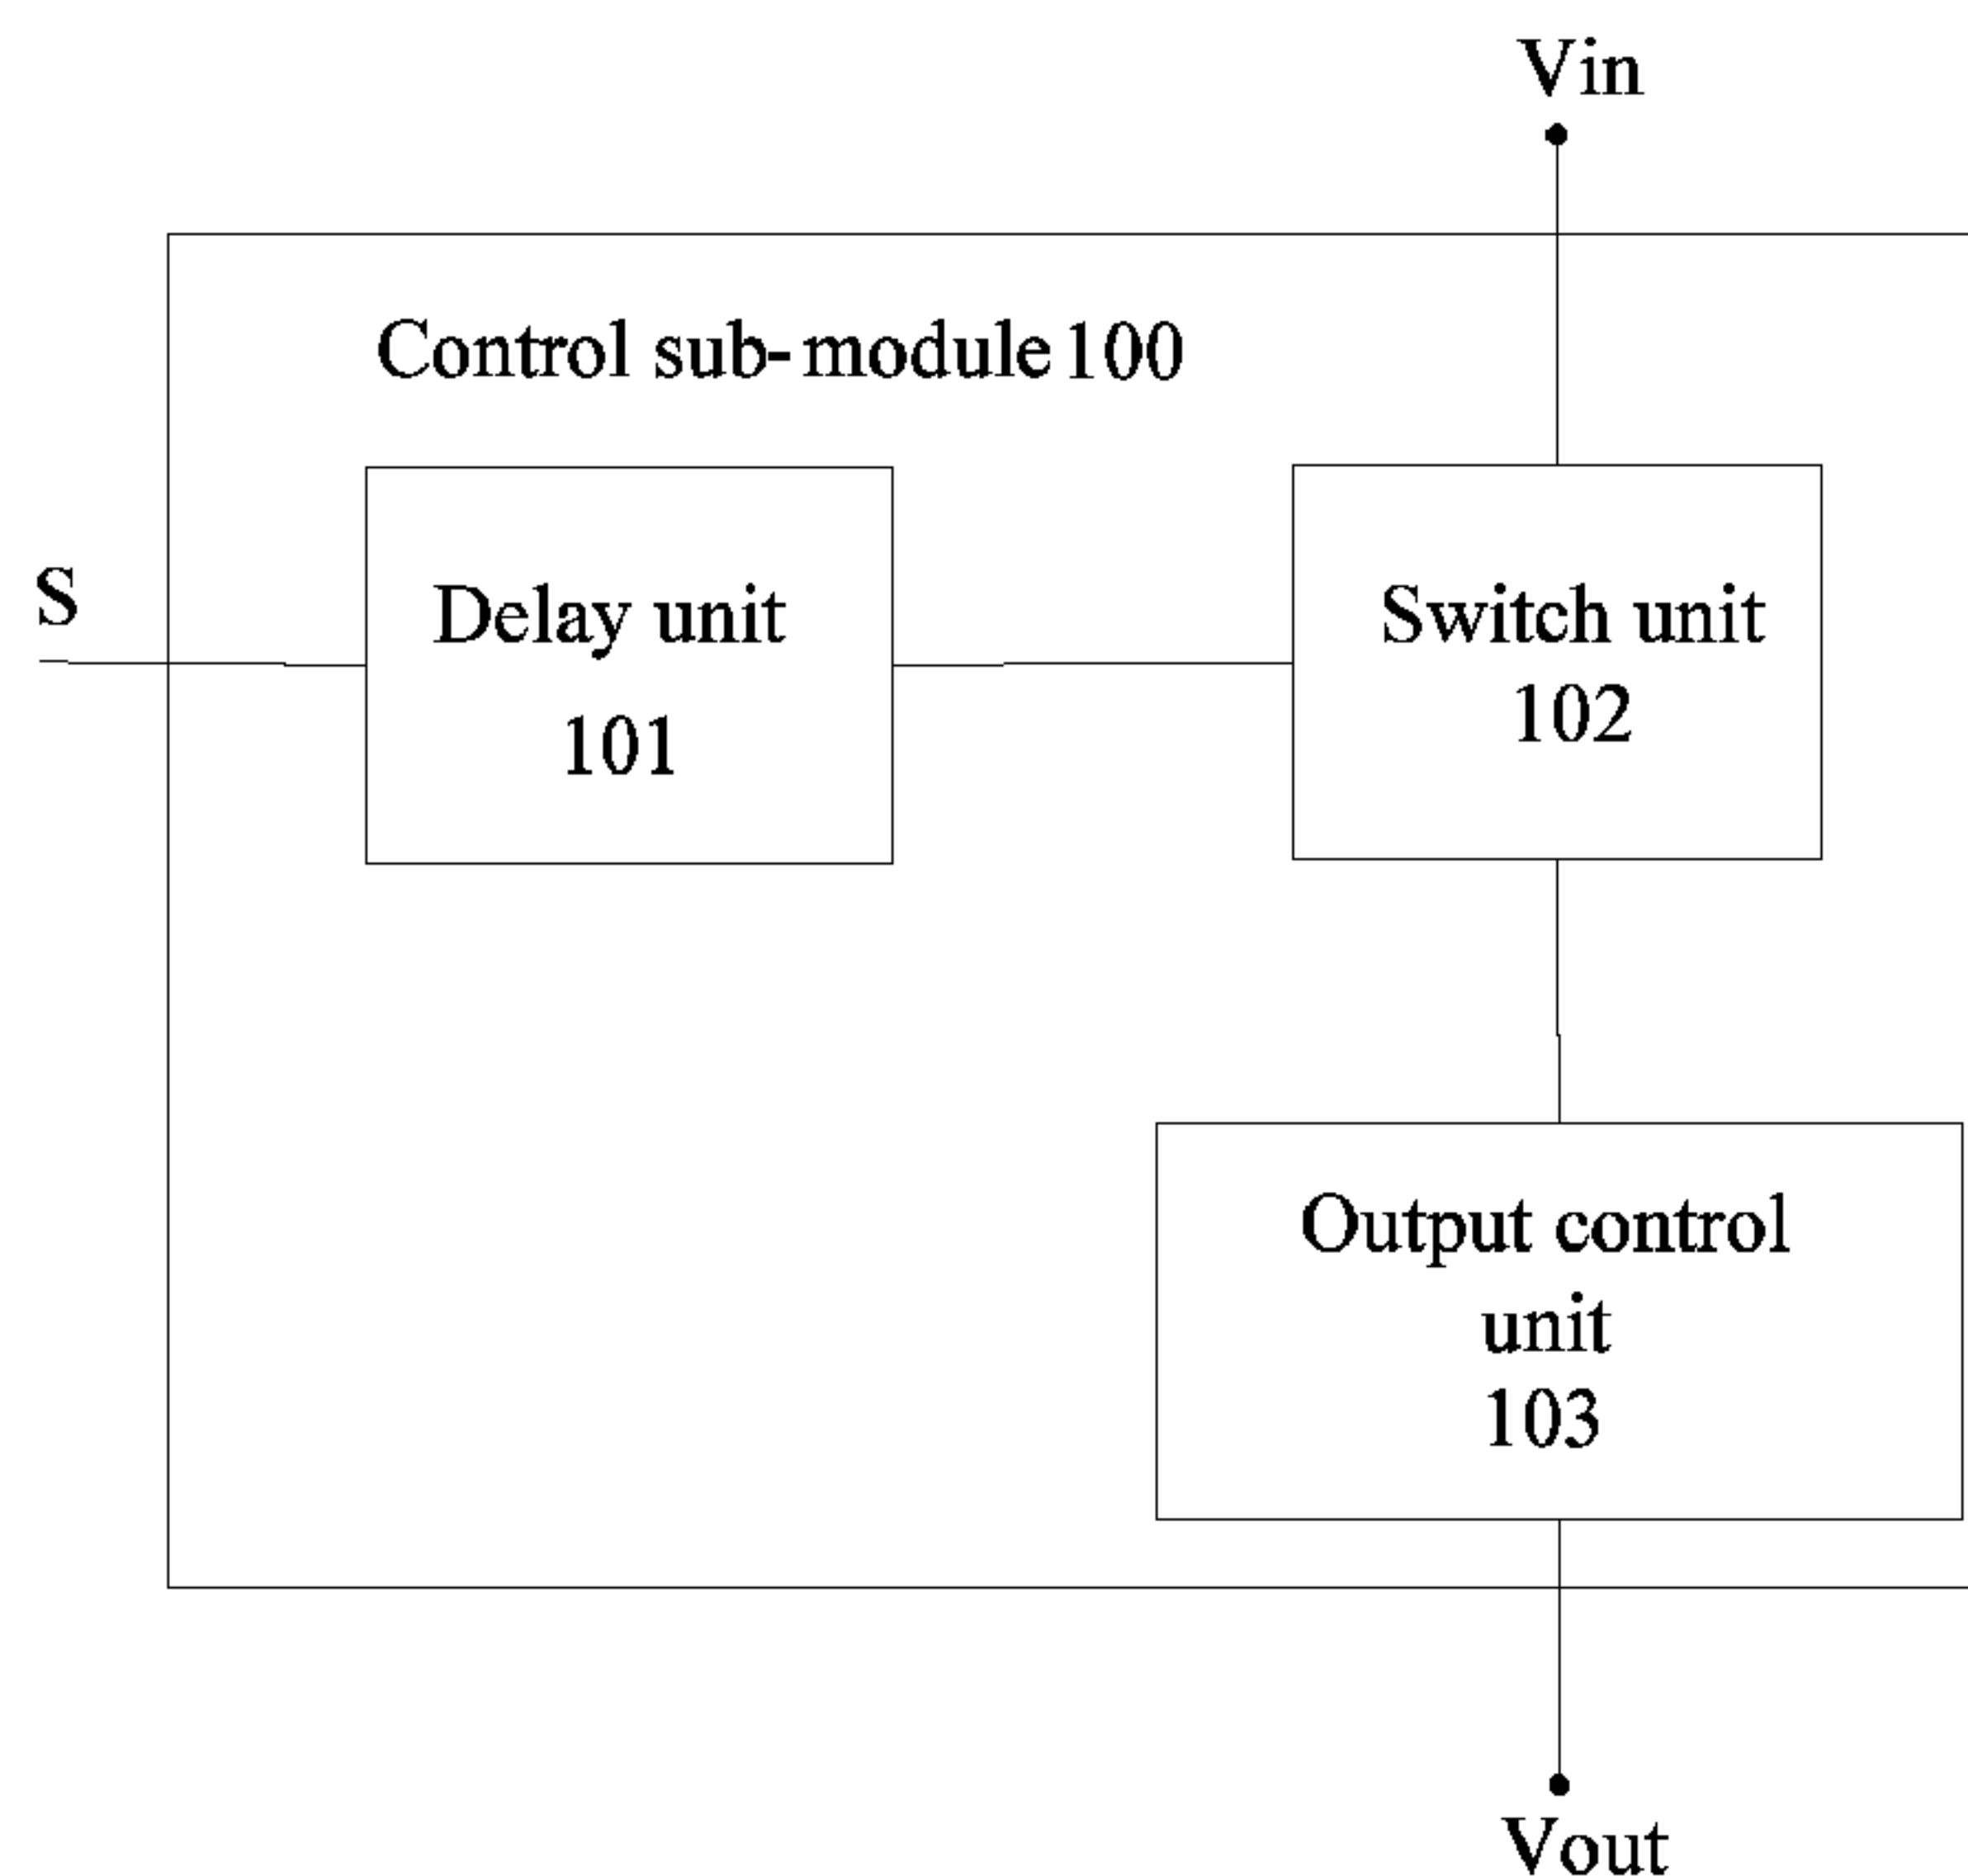 Vin
Control sub-module 100
S
Delay unit
101
Switch unit
102
Output control
unit
103
Vout